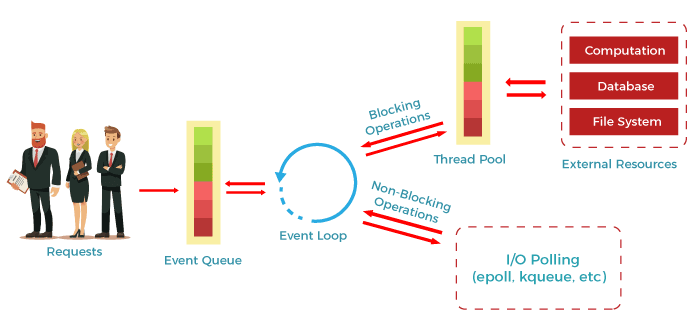 Requests
Event Queue
Event Loop
Blocking
Operations
Non-Blocking
Operations
Thread Pool
Computation
Database
File System
External Resources
I/O Polling
(epoll, kqueue, etc)